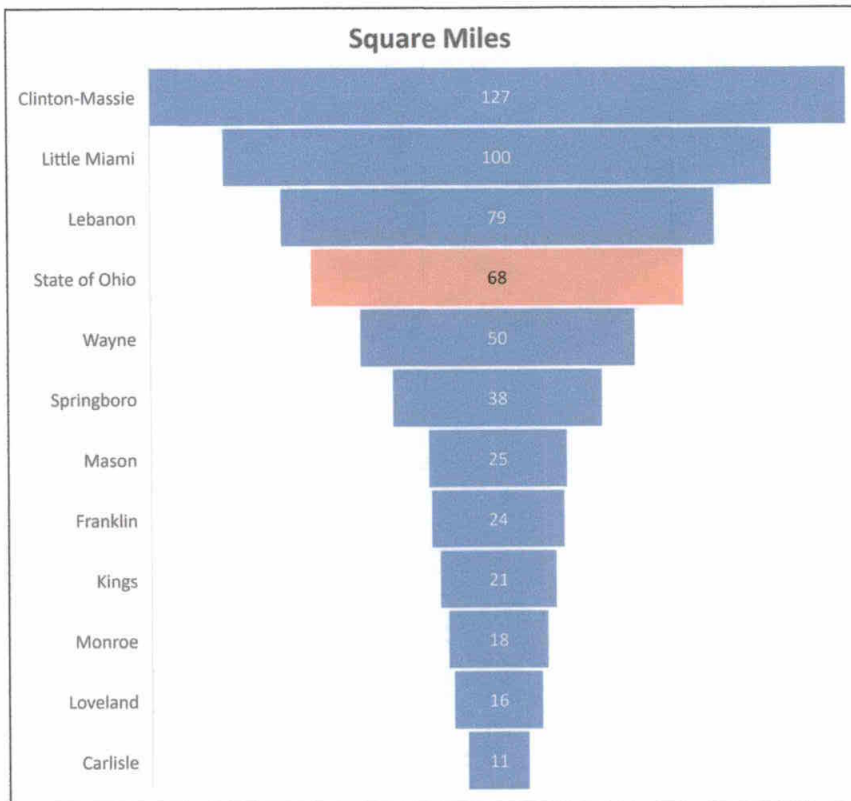 Square Miles
Clinton-Massie 127
Little Miami 100
Lebanon 79
State of Ohio 68
Wayne 50
Springboro 38
Mason 25
Franklin 24
Kings 21
Monroe 18
Loveland 16
Carlisle 11